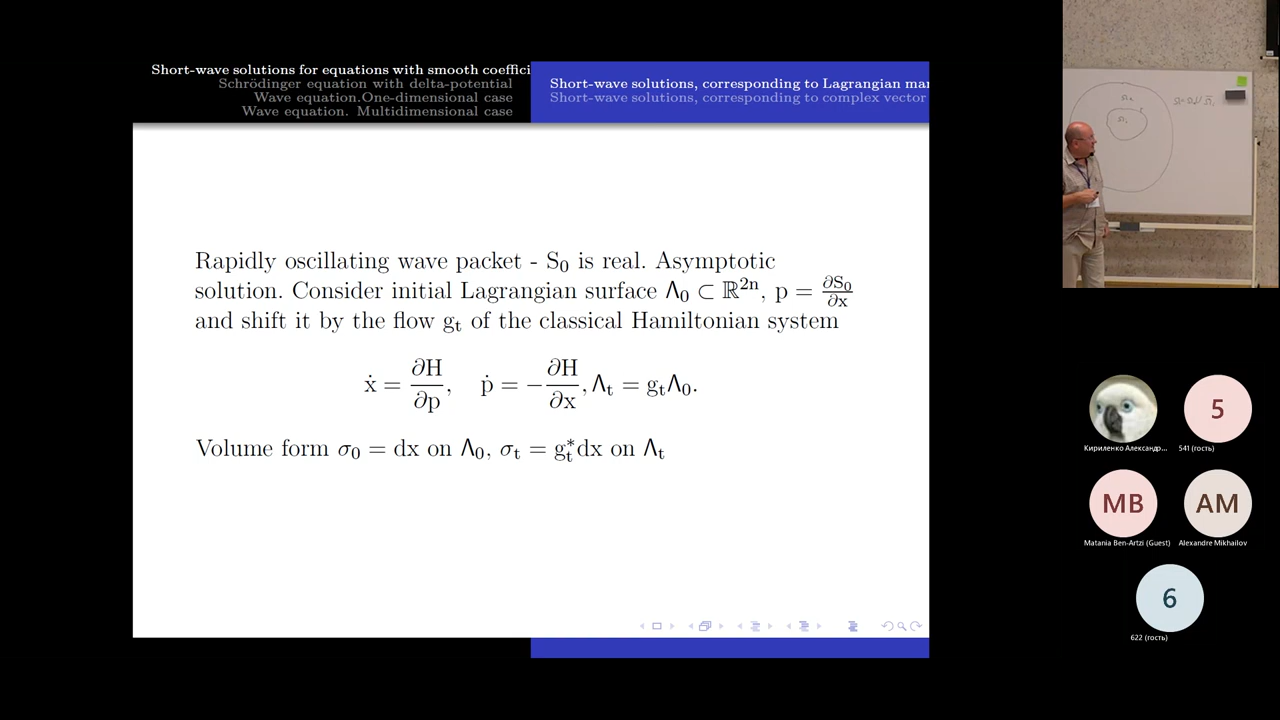 Short-wave solutions for equations with smooth coeffici
Schrödinger equation with delta-potential
Wave equation.One-dimensional case
Wave equation. Multidimensional case
Short-wave solutions, corresponding to Lagrangian ma
Short-wave solutions, corresponding to complex vector
Rapidly oscillating wave packet - S₀ is real. Asymptotic
solution. Consider initial Lagrangian surface Λ₀ ⊂ ℝ²ⁿ, p = ∂S₀/∂x
and shift it by the flow gₜ of the classical Hamiltonian system
ẋ = ∂H/∂p, ṗ = −∂H/∂x, Λₜ = gₜΛ₀.
Volume form σ₀ = dx on Λ₀, σₜ = gₜ*dx on Λₜ
Кириленко Александр...
5
541 (гость)
MB
Matania Ben-Artzi (Guest)
AM
Alexandre Mikhailov
6
622 (гость)